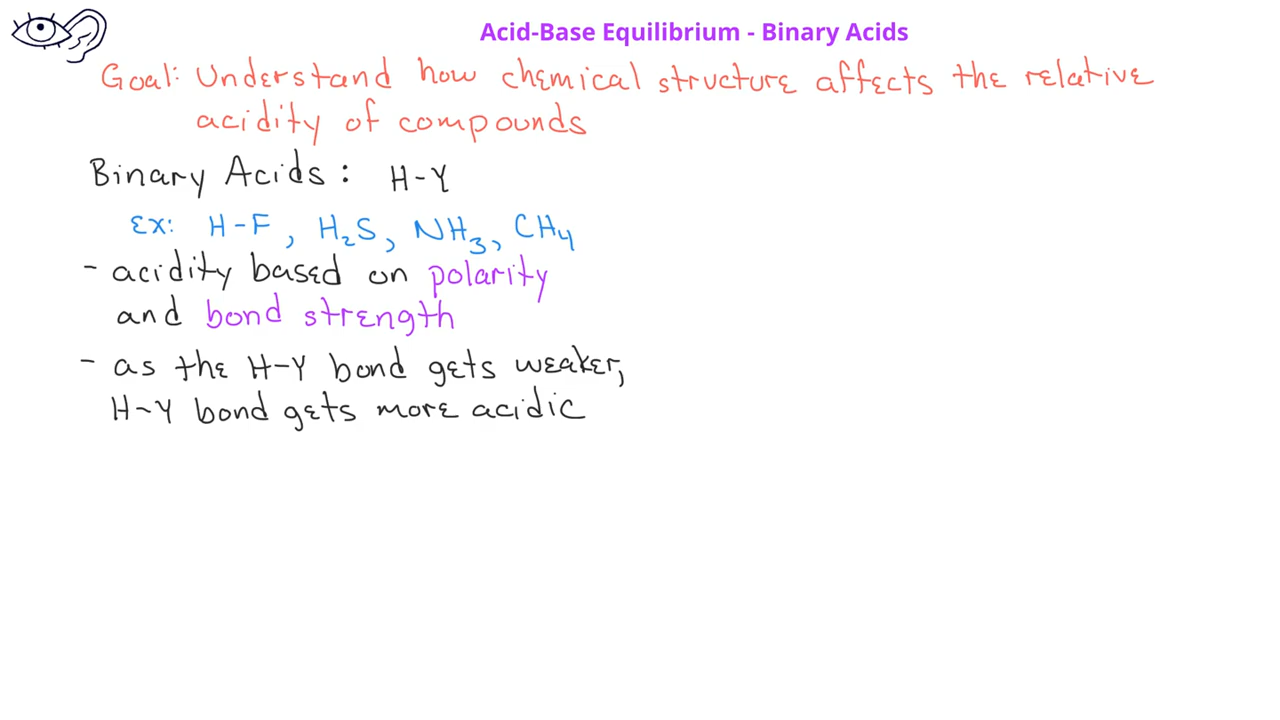 Acid-Base Equilibrium - Binary Acids
Goal: Understand how chemical structure affects the relative
acidity of compounds
Binary Acids: H-Y
Ex: H-F, H₂S, NH₃, CH₄
- acidity based on polarity
and bond strength
- as the H-Y bond gets weaker,
H-Y bond gets more acidic